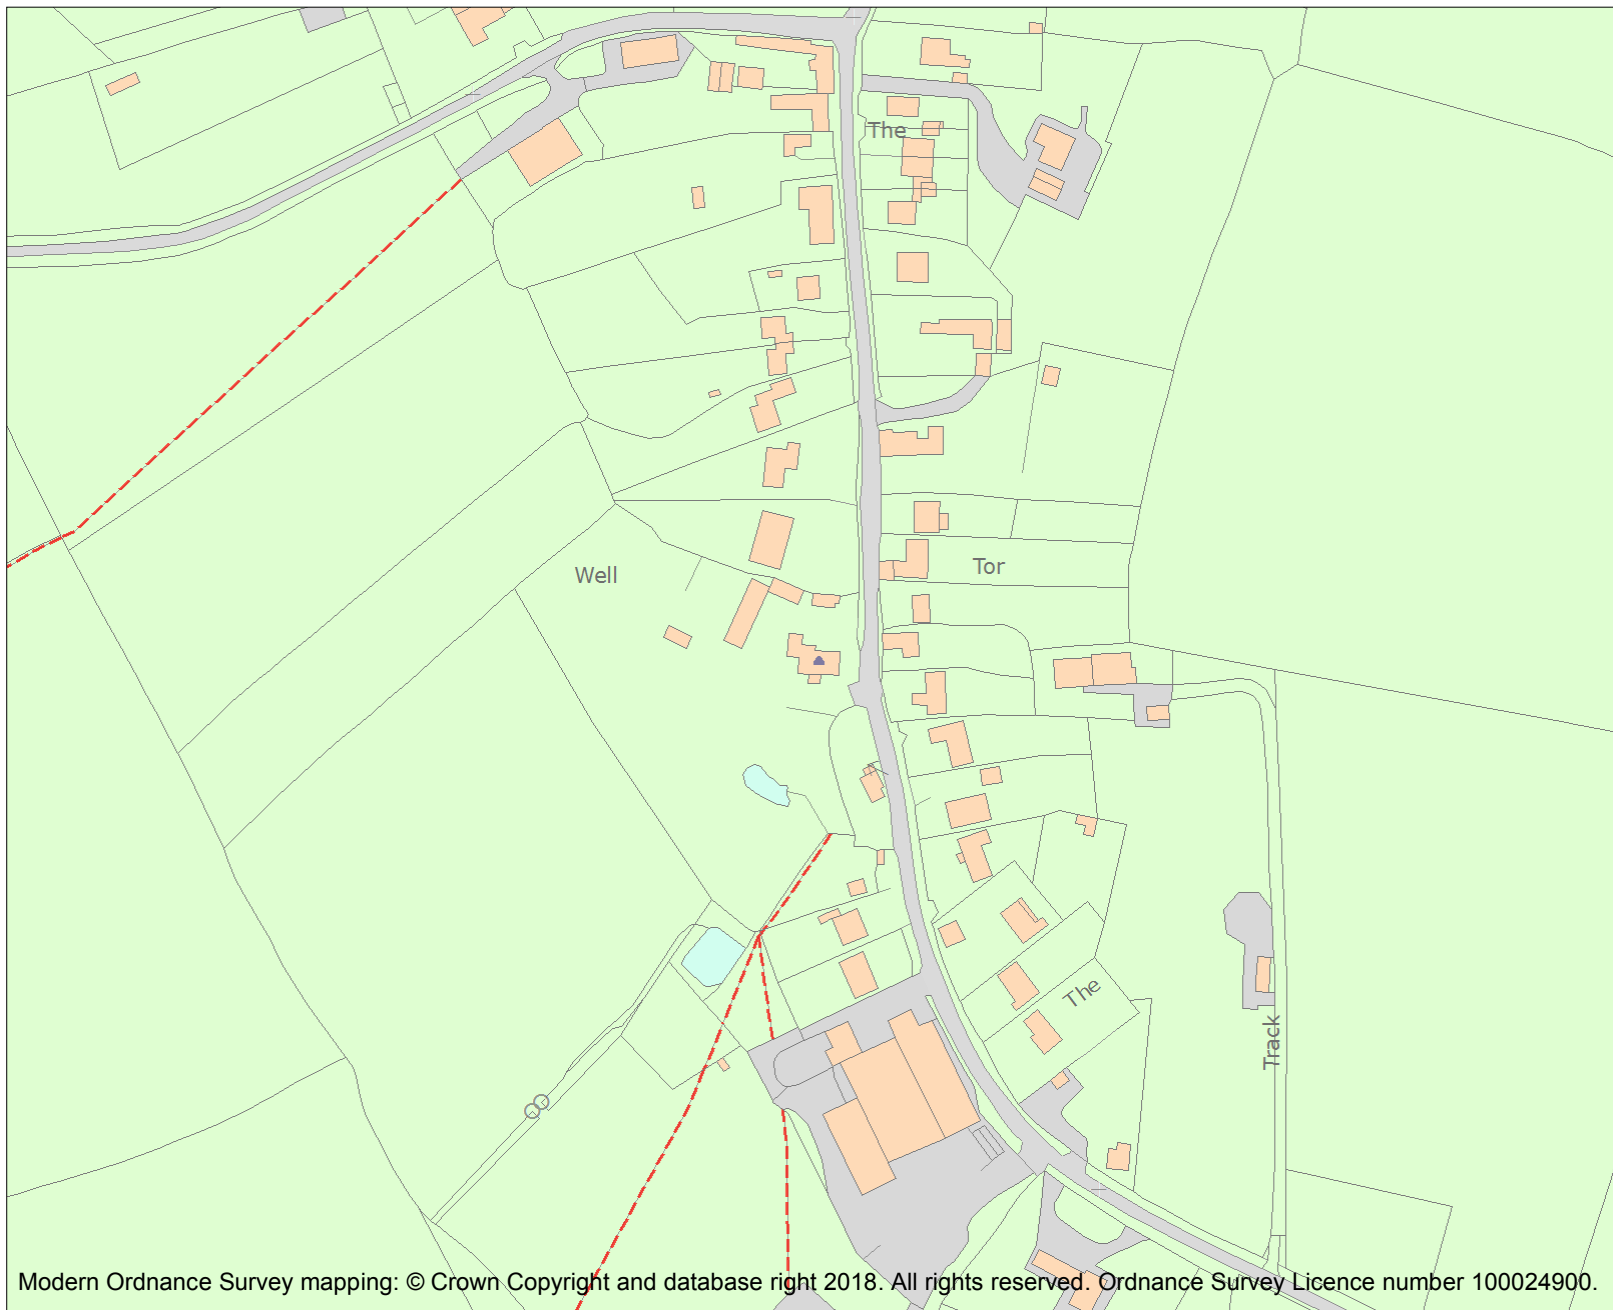 The
Well
Tor
The
Track
Modern Ordnance Survey mapping: © Crown Copyright and database right 2018. All rights reserved. Ordnance Survey Licence number 100024900.